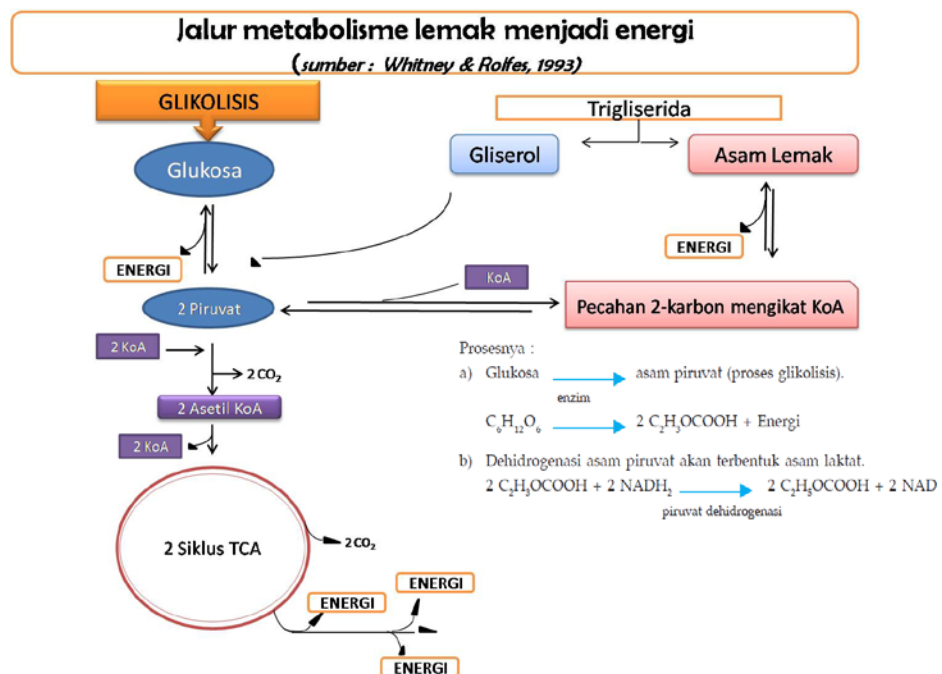 Jalur metabolisme lemak menjadi energi
(sumber : Whitney & Rolfes, 1993)
GLIKOLISIS
Glukosa
ENERGI
2 Piruvat
2 KoA
2 CO₂
2 Asetil KoA
2 KoA
2 Siklus TCA
2 CO₂
ENERGI
ENERGI
ENERGI
Trigliserida
Gliserol
Asam Lemak
ENERGI
KoA
Pecahan 2-karbon mengikat KoA
Prosesnya :
a) Glukosa asam piruvat (proses glikolisis).
enzim
C₆H₁₂O₆ 2 C₂H₃OCOOH + Energi
b) Dehidrogenasi asam piruvat akan terbentuk asam laktat.
2 C₂H₃OCOOH + 2 NADH₂ 2 C₂H₅OCOOH + 2 NAD
piruvat dehidrogenasi